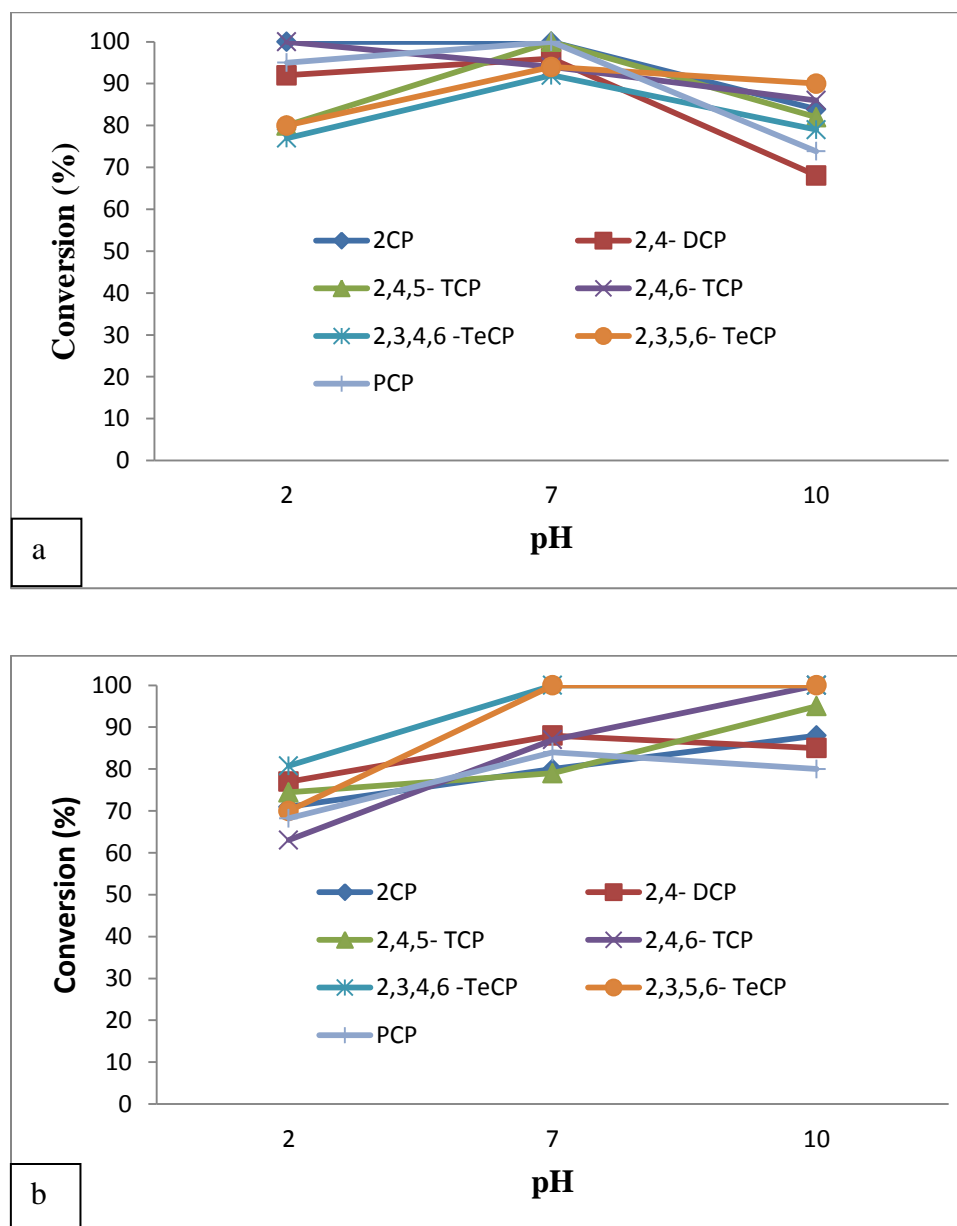 100
90
80
70
60
50
40
30
20
10
0
Conversion (%)
2CP 2,4- DCP
2,4,5- TCP 2,4,6- TCP
2,3,4,6 -TeCP 2,3,5,6- TeCP
PCP
2 7 10
pH
a
100
90
80
70
60
50
40
30
20
10
0
Conversion (%)
2CP 2,4- DCP
2,4,5- TCP 2,4,6- TCP
2,3,4,6 -TeCP 2,3,5,6- TeCP
PCP
2 7 10
pH
b